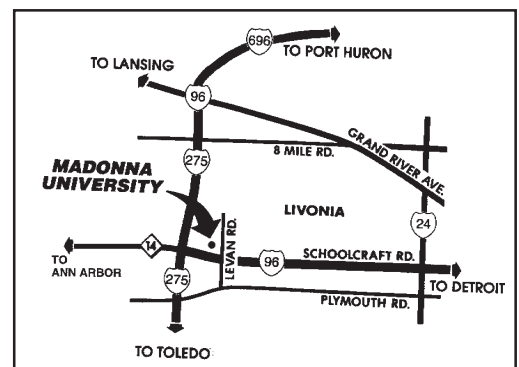 696
TO PORT HURON
TO LANSING
96
GRAND RIVER AVE.
8 MILE RD.
275
MADONNA
UNIVERSITY
LIVONIA
LEVAN RD.
24
14
96
SCHOOLCRAFT RD.
TO
ANN ARBOR
275
TO DETROIT
PLYMOUTH RD.
TO TOLEDO